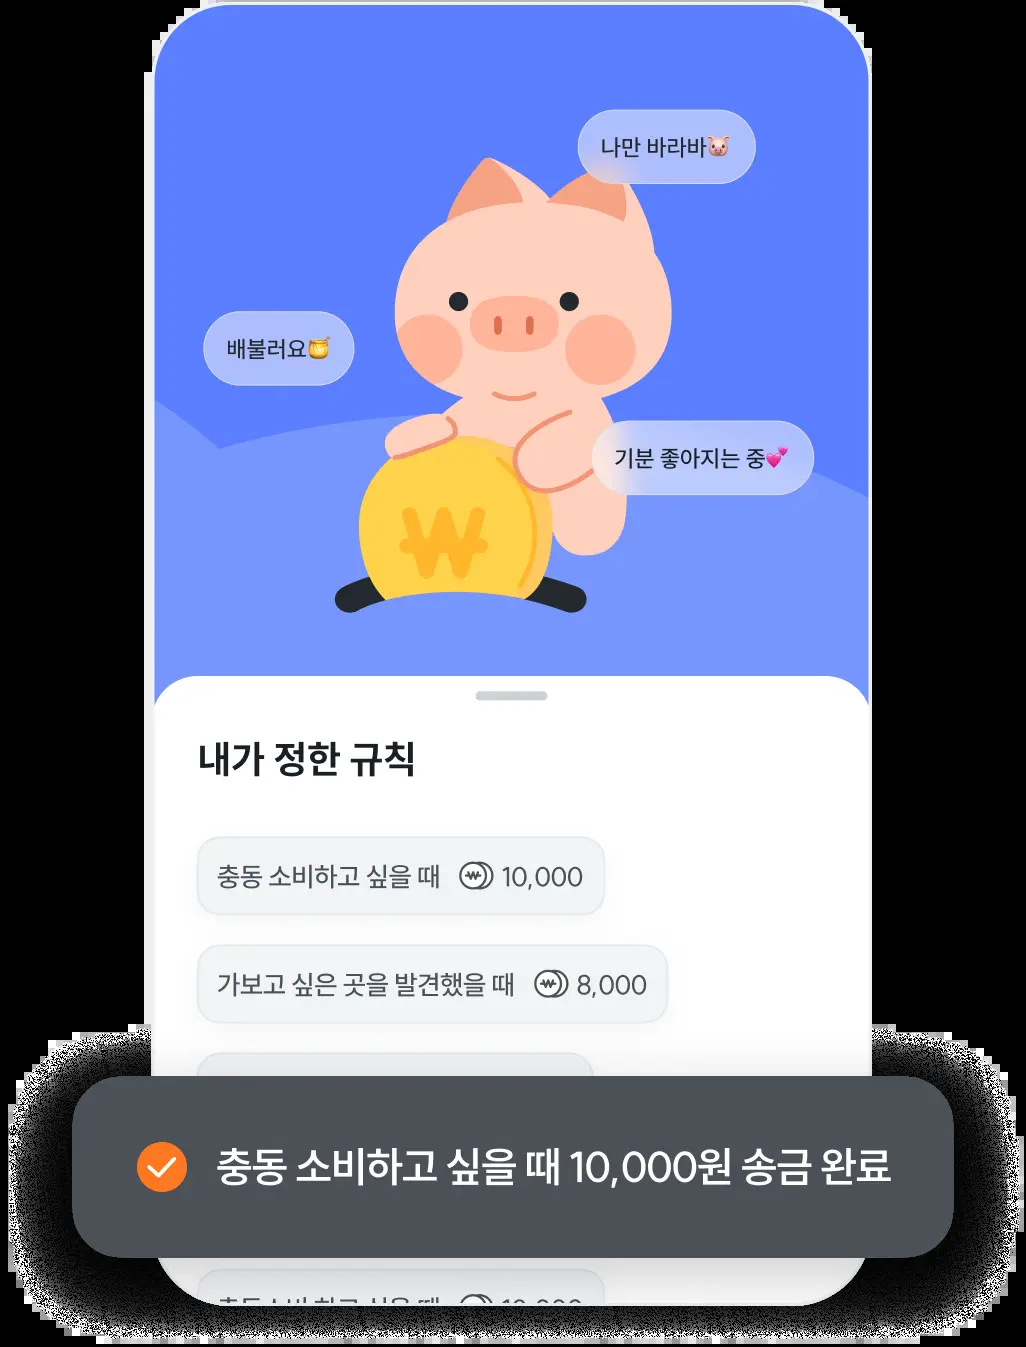 나만 바라바🐷
배불러요🍯
기분 좋아지는 중💕
₩
내가 정한 규칙
충동 소비하고 싶을 때 ₩ 10,000
가보고 싶은 곳을 발견했을 때 ₩ 8,000
충동 소비하고 싶을 때 10,000원 송금 완료